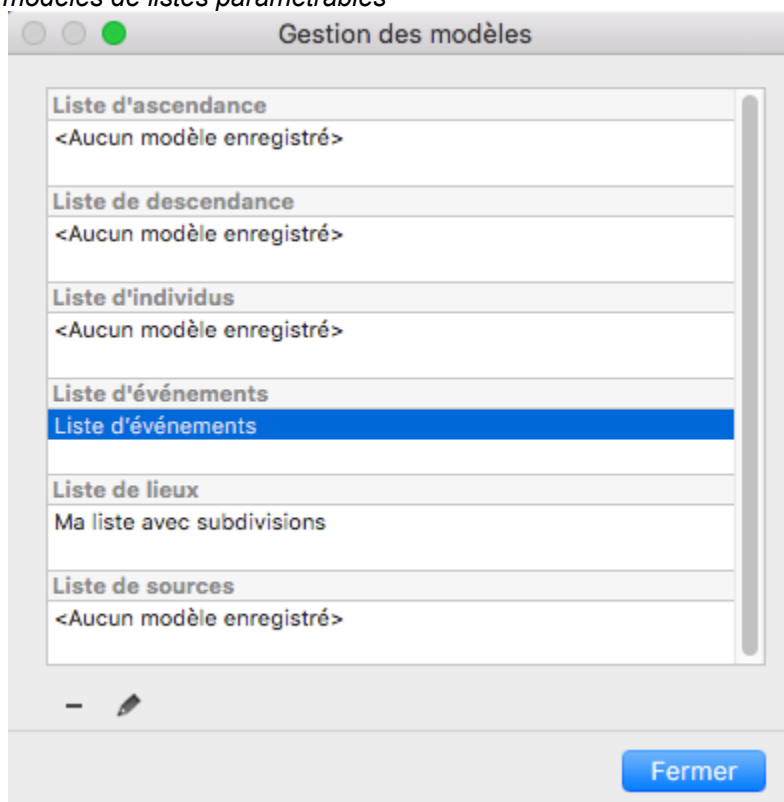 modèles de listes paramétrables
Gestion des modèles
Liste d'ascendance
<Aucun modèle enregistré>
Liste de descendance
<Aucun modèle enregistré>
Liste d'individus
<Aucun modèle enregistré>
Liste d'événements
Liste d'événements
Liste de lieux
Ma liste avec subdivisions
Liste de sources
<Aucun modèle enregistré>
Fermer